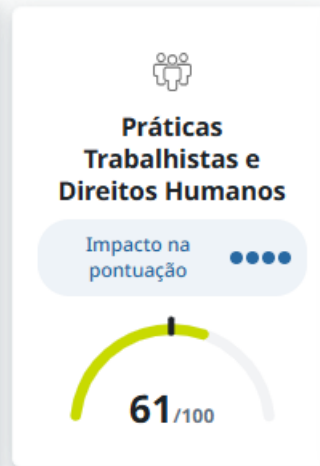 Práticas
Trabalhistas e
Direitos Humanos
Impacto na
pontuação
61/100